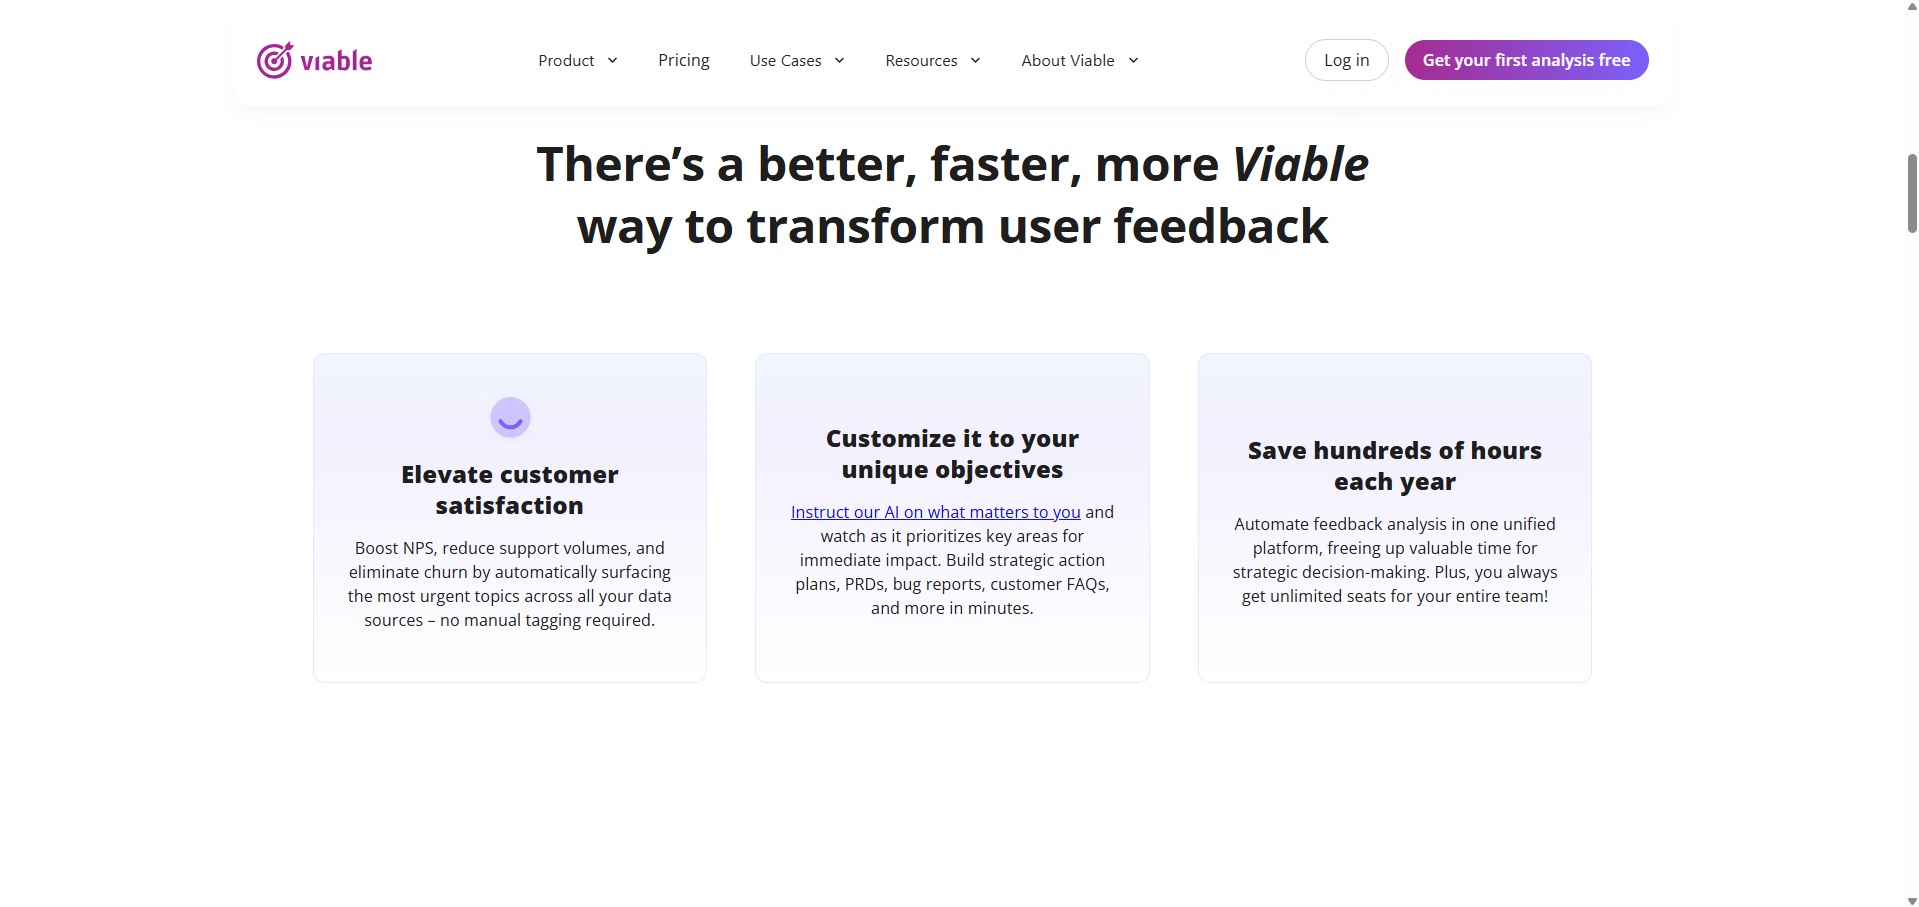 viable
Product
Pricing
Use Cases
Resources
About Viable
Log in
Get your first analysis free
There’s a better, faster, more Viable
way to transform user feedback
Elevate customer
satisfaction
Boost NPS, reduce support volumes, and
eliminate churn by automatically surfacing
the most urgent topics across all your data
sources – no manual tagging required.
Customize it to your
unique objectives
Instruct our AI on what matters to you and
watch as it prioritizes key areas for
immediate impact. Build strategic action
plans, PRDs, bug reports, customer FAQs,
and more in minutes.
Save hundreds of hours
each year
Automate feedback analysis in one unified
platform, freeing up valuable time for
strategic decision-making. Plus, you always
get unlimited seats for your entire team!